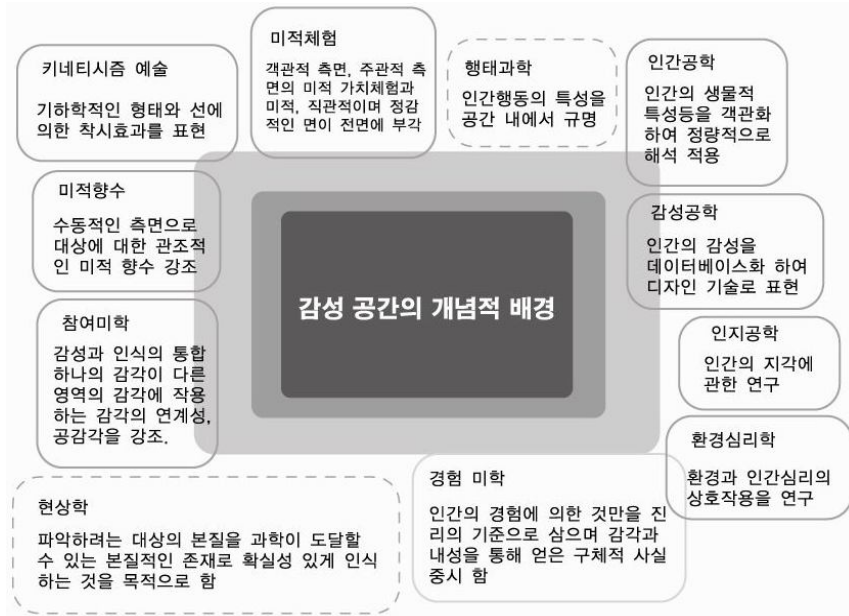 키네티시즘 예술
기하학적인 형태와 선에
의한 착시효과를 표현
미적체험
객관적 측면, 주관적 측
면의 미적 가치체험과
미적, 직관적이며 정감
적인 면이 전면에 부각
행태과학
인간행동의 특성을
공간 내에서 규명
인간공학
인간의 생물적
특성등을 객관화
하여 정량적으로
해석 적용
미적향수
수동적인 측면으로
대상에 대한 관조적
인 미적 향수 강조
감성공학
인간의 감성을
데이터베이스화 하여
디자인 기술로 표현
감성 공간의 개념적 배경
참여미학
감성과 인식의 통합
하나의 감각이 다른
영역의 감각에 작용
하는 감각의 연계성,
공감각을 강조.
인지공학
인간의 지각에
관한 연구
환경심리학
환경과 인간심리의
상호작용을 연구
현상학
파악하려는 대상의 본질을 과학이 도달할
수 있는 본질적인 존재로 확실성 있게 인식
하는 것을 목적으로 함
경험 미학
인간의 경험에 의한 것만을 진
리의 기준으로 삼으며 감각과
내성을 통해 얻은 구체적 사실
중시 함